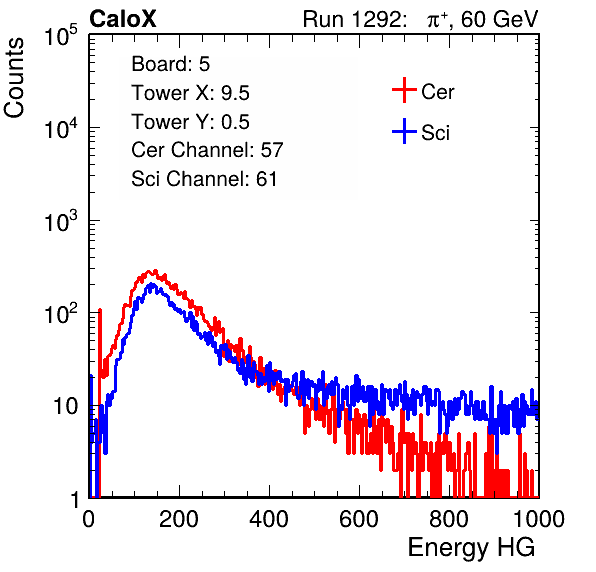 CaloX Run 1292: π⁺, 60 GeV
Counts
10⁵
10⁴
10³
10²
10
1
Board: 5
Tower X: 9.5
Tower Y: 0.5
Cer Channel: 57
Sci Channel: 61
Cer
Sci
0 200 400 600 800 1000
Energy HG